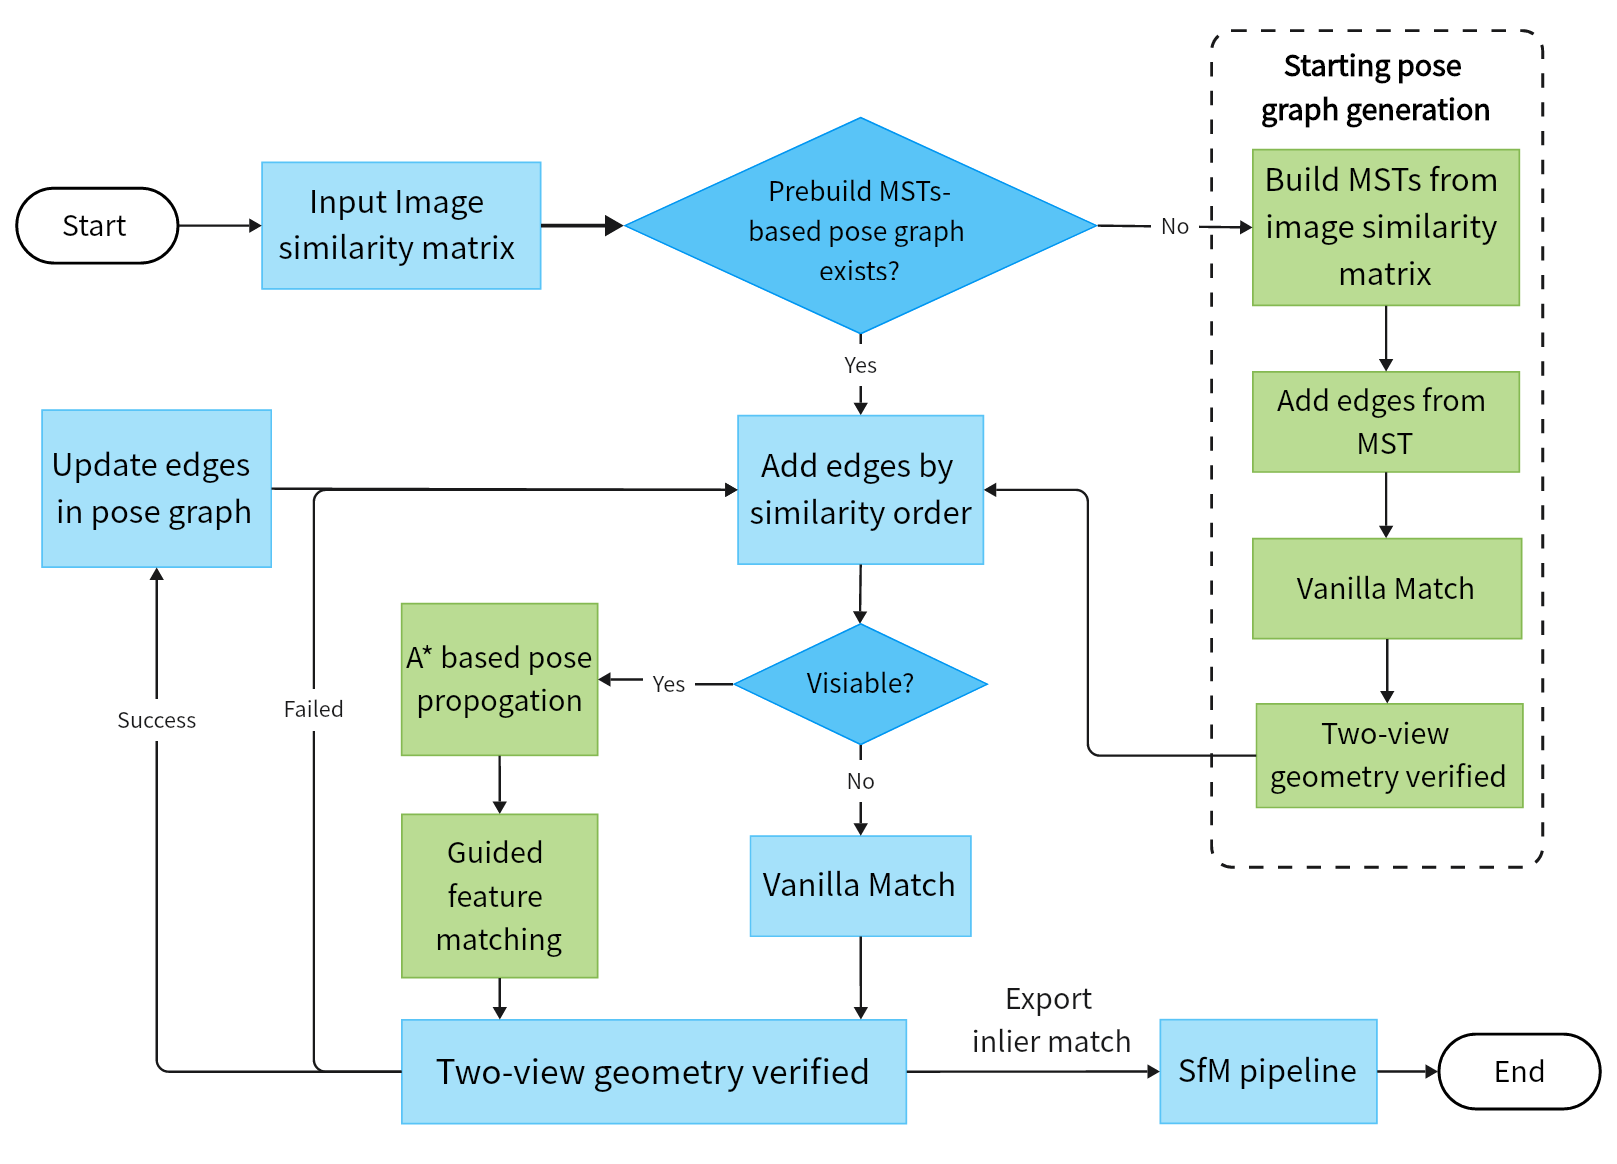 Starting pose
graph generation
Start
Input Image
similarity matrix
Prebuild MSTs-
based pose graph
exists?
No
Build MSTs from
image similarity
matrix
Yes
Add edges from
MST
Update edges
in pose graph
Add edges by
similarity order
Vanilla Match
A* based pose
propogation
Yes
Visiable?
Success
Failed
Two-view
geometry verified
No
Guided
feature
matching
Vanilla Match
Export
inlier match
Two-view geometry verified
SfM pipeline
End